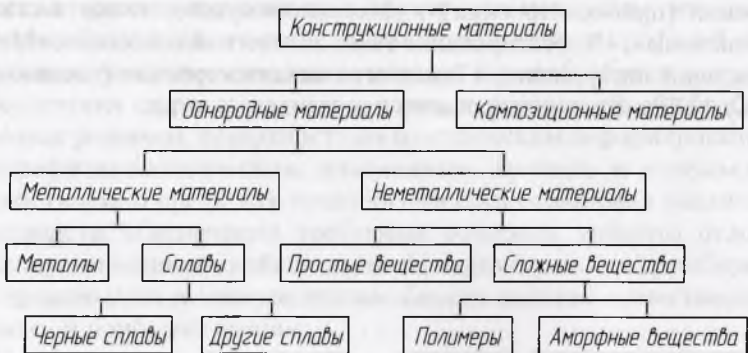 Конструкционные материалы
Однородные материалы
Композиционные материалы
Металлические материалы
Неметаллические материалы
Металлы
Сплавы
Простые вещества
Сложные вещества
Черные сплавы
Другие сплавы
Полимеры
Аморфные вещества